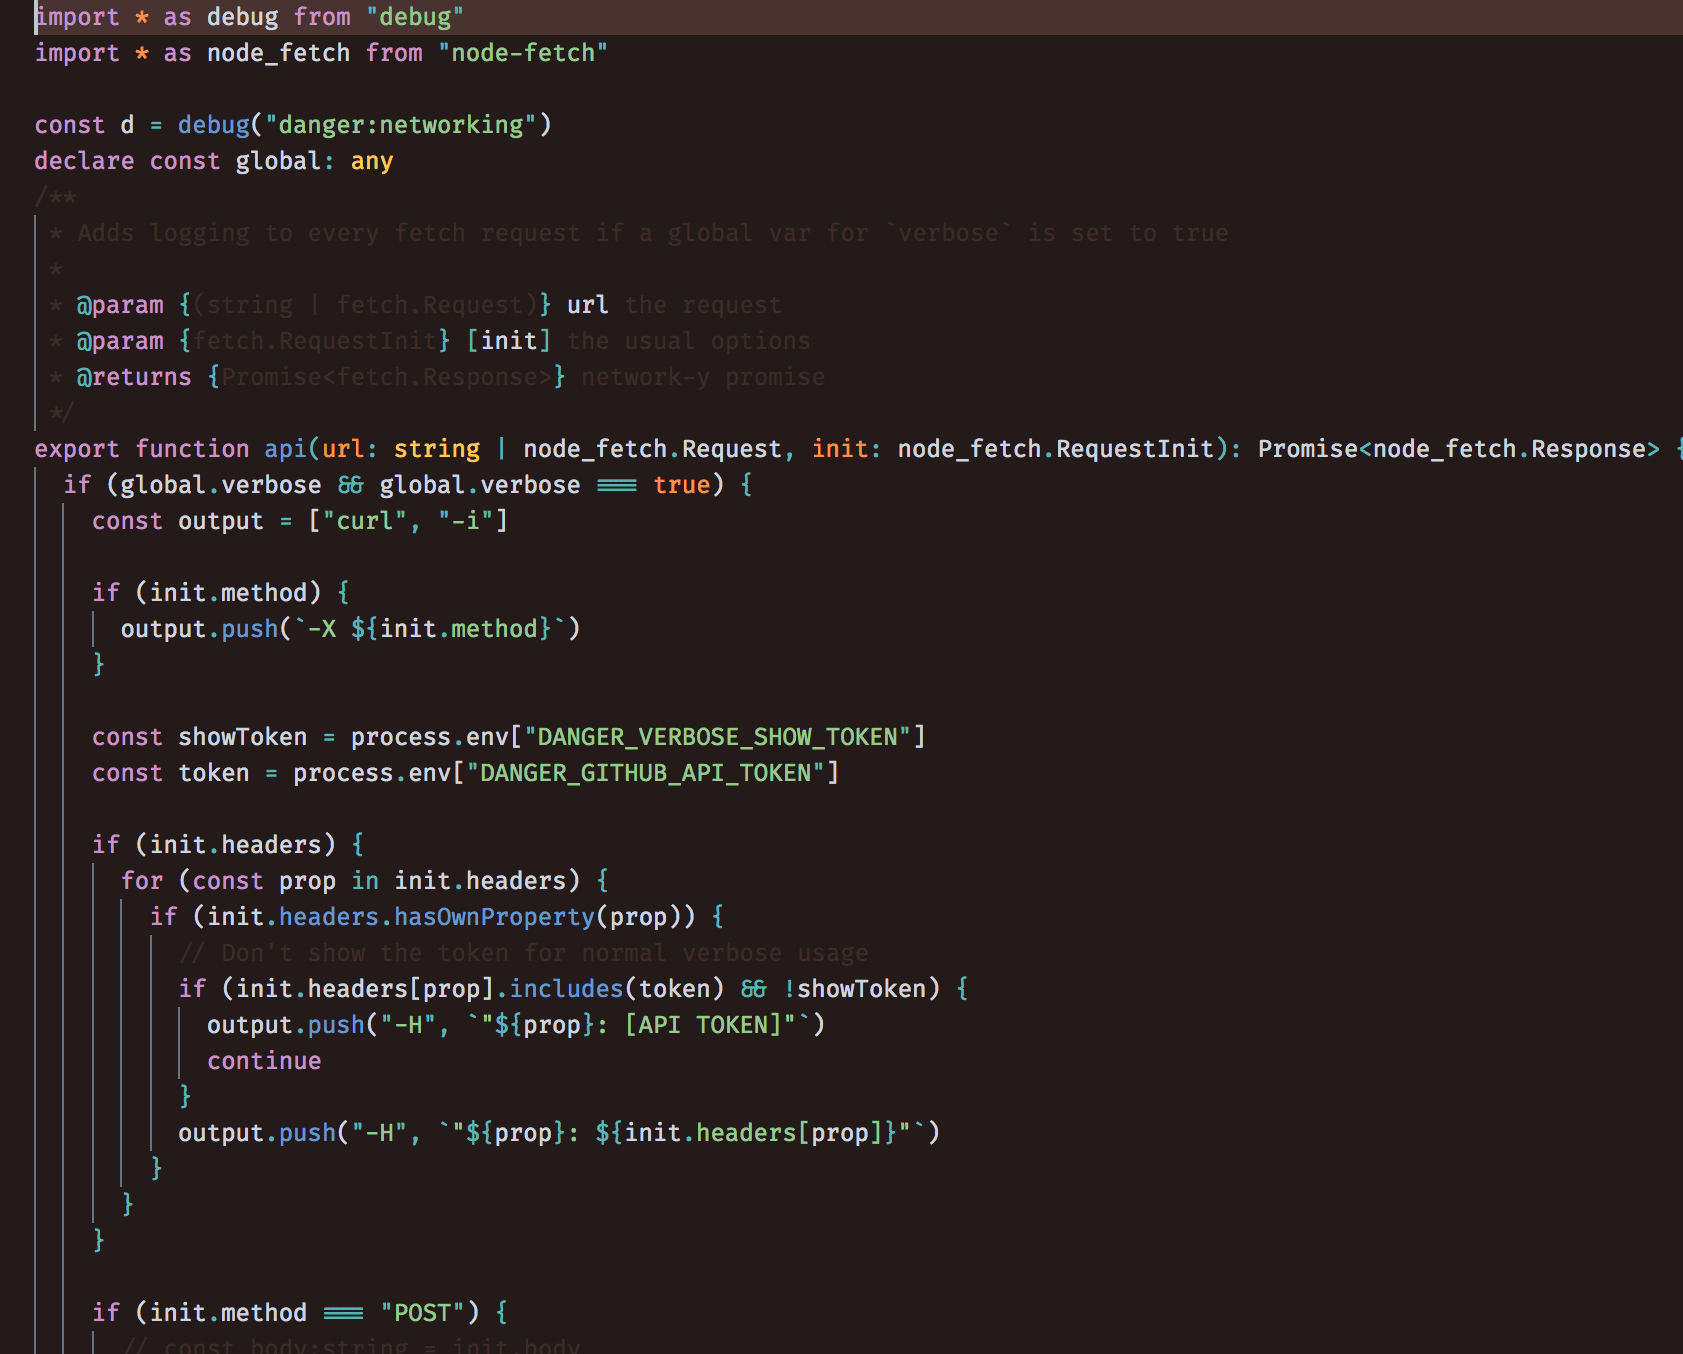 import * as debug from "debug"
import * as node_fetch from "node-fetch"
const d = debug("danger:networking")
declare const global: any
/**
* Adds logging to every fetch request if a global var for `verbose` is set to true
*
* @param {(string | fetch.Request)} url the request
* @param {fetch.RequestInit} [init] the usual options
* @returns {Promise<fetch.Response>} network-y promise
*/
export function api(url: string | node_fetch.Request, init: node_fetch.RequestInit): Promise<node_fetch.Response> {
if (global.verbose && global.verbose === true) {
const output = ["curl", "-i"]
if (init.method) {
output.push(`-X ${init.method}`)
}
const showToken = process.env["DANGER_VERBOSE_SHOW_TOKEN"]
const token = process.env["DANGER_GITHUB_API_TOKEN"]
if (init.headers) {
for (const prop in init.headers) {
if (init.headers.hasOwnProperty(prop)) {
// Don't show the token for normal verbose usage
if (init.headers[prop].includes(token) && !showToken) {
output.push("-H", `"${prop}: [API TOKEN]"`)
continue
}
output.push("-H", `"${prop}: ${init.headers[prop]}"`)
}
}
}
if (init.method === "POST") {
// const body:string = init.body